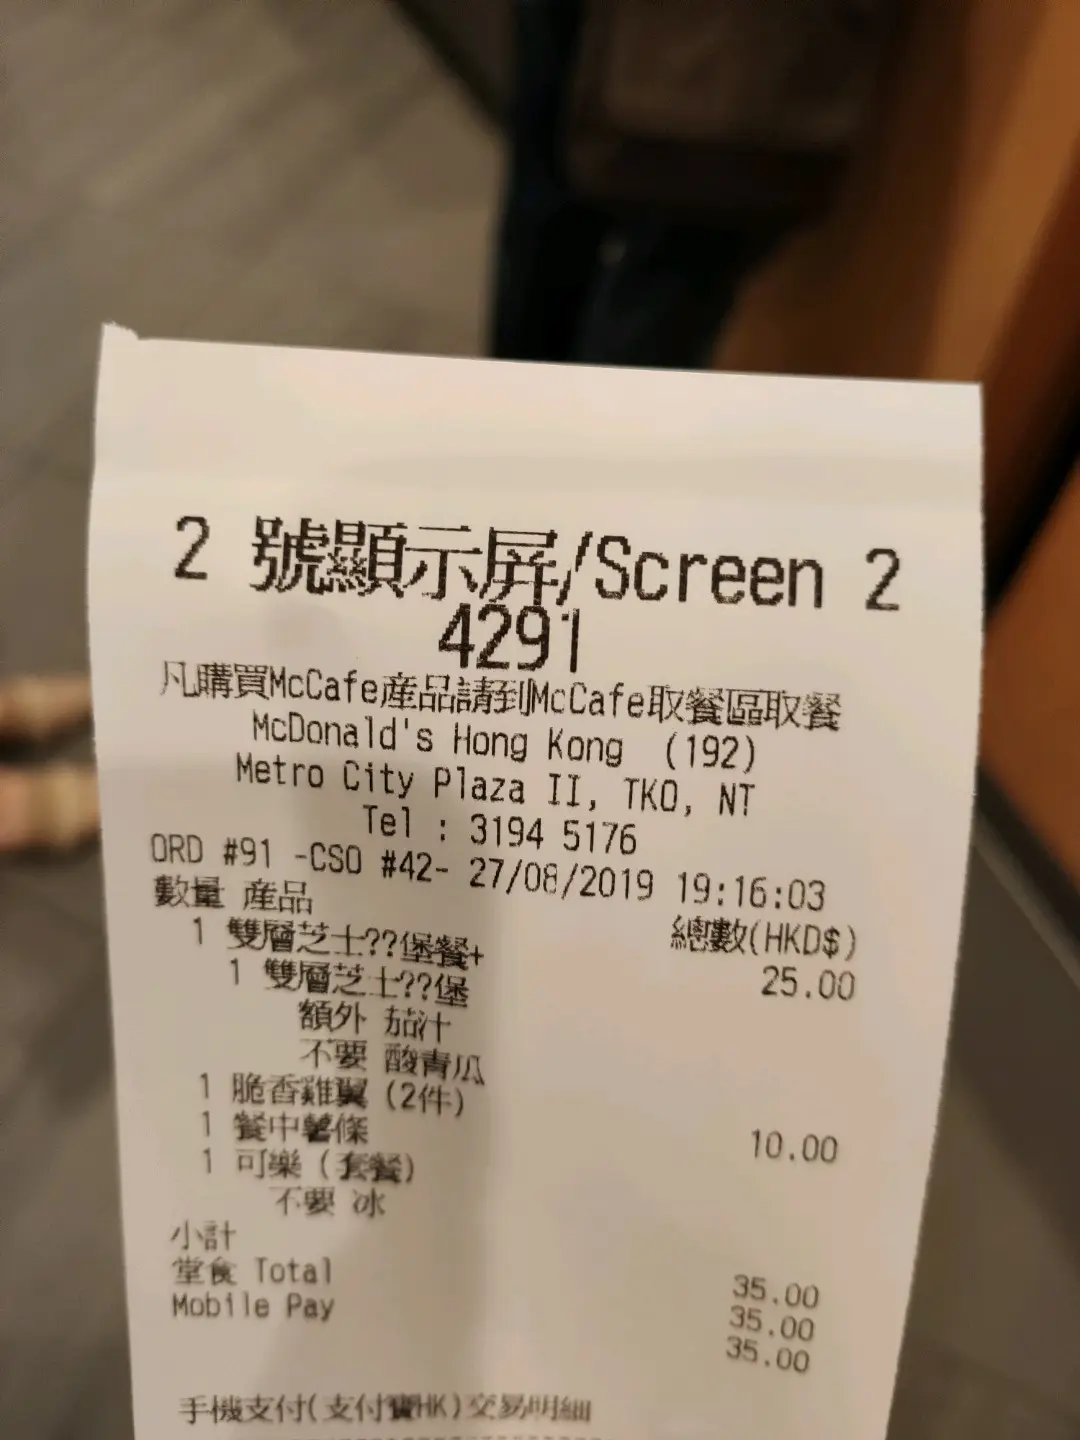 2 號顯示屏/Screen 2
4291
凡購買McCafe產品請到McCafe取餐區取餐
McDonald's Hong Kong (192)
Metro City Plaza II, TKO, NT
Tel : 3194 5176
ORD #91 -CSO #42- 27/08/2019 19:16:03
數量 產品 總數(HKD$)
1 雙層芝士??堡餐+ 25.00
1 雙層芝士??堡
額外 茄汁
不要 酸青瓜
1 脆香雞翼 (2件) 10.00
1 餐中薯條
1 可樂 (套餐)
不要 冰
小計 35.00
堂食 Total 35.00
Mobile Pay 35.00
手機支付(支付寶HK)交易明細